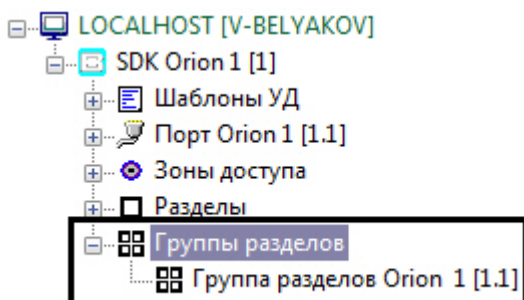 LOCALHOST [V-BELYAKOV]
SDK Orion 1 [1]
Шаблоны УД
Порт Orion 1 [1.1]
Зоны доступа
Разделы
Группы разделов
Группа разделов Orion 1 [1.1]